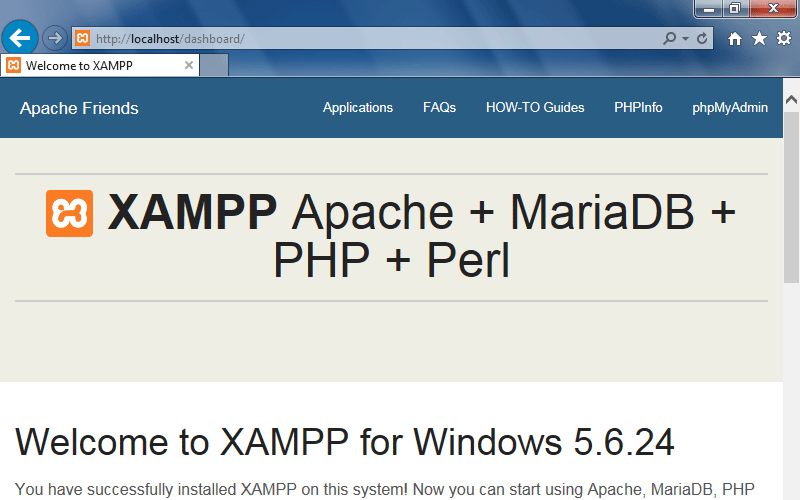 http://localhost/dashboard/
Welcome to XAMPP
Apache Friends
Applications FAQs HOW-TO Guides PHPInfo phpMyAdmin
XAMPP Apache + MariaDB +
PHP + Perl
Welcome to XAMPP for Windows 5.6.24
You have successfully installed XAMPP on this system! Now you can start using Apache, MariaDB, PHP